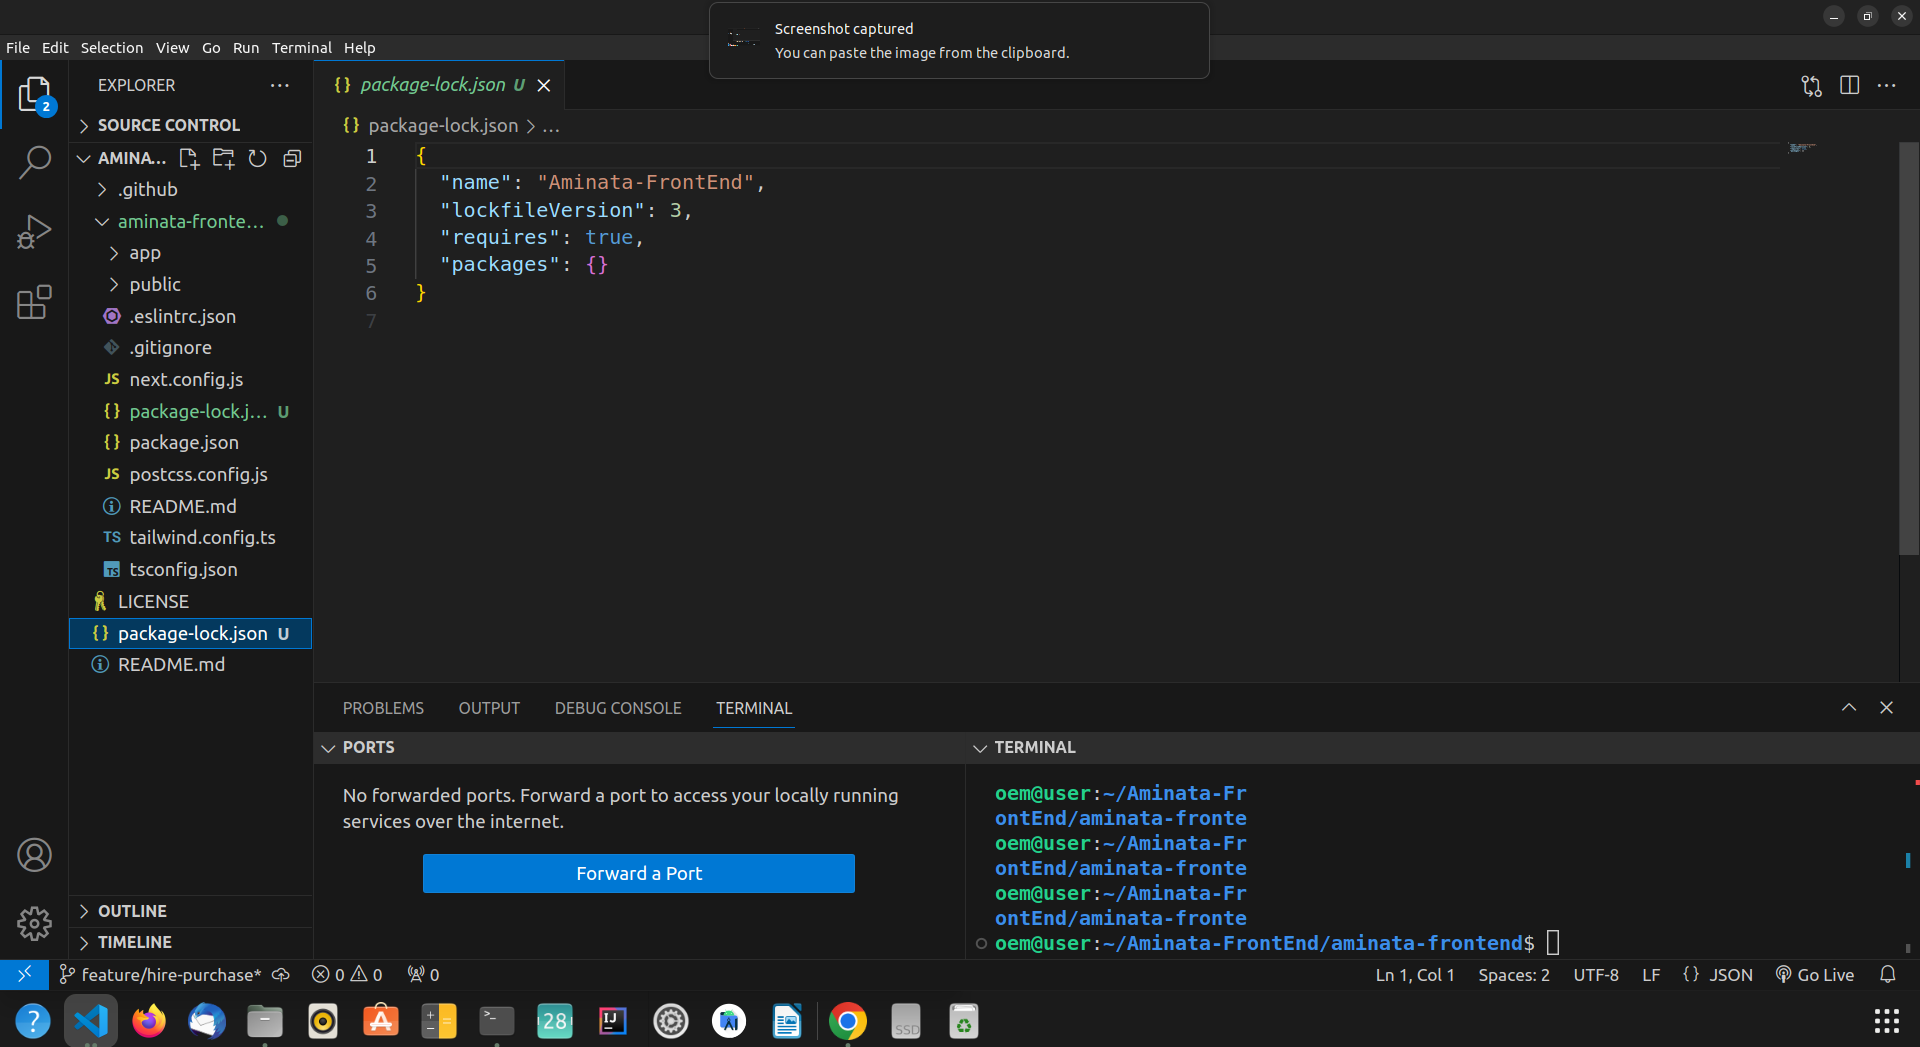 Screenshot captured
You can paste the image from the clipboard.
File Edit Selection View Go Run Terminal Help
2
EXPLORER
SOURCE CONTROL
AMINA...
.github
aminata-fronte...
app
public
.eslintrc.json
.gitignore
JS next.config.js
{} package-lock.j... U
{} package.json
JS postcss.config.js
README.md
TS tailwind.config.ts
TS tsconfig.json
LICENSE
{} package-lock.json U
README.md
OUTLINE
TIMELINE
{} package-lock.json U
{} package-lock.json > ...
1 {
2 "name": "Aminata-FrontEnd",
3 "lockfileVersion": 3,
4 "requires": true,
5 "packages": {}
6 }
7
PROBLEMS OUTPUT DEBUG CONSOLE TERMINAL
PORTS
No forwarded ports. Forward a port to access your locally running
services over the internet.
Forward a Port
TERMINAL
oem@user:~/Aminata-Fr
ontEnd/aminata-fronte
oem@user:~/Aminata-Fr
ontEnd/aminata-fronte
oem@user:~/Aminata-Fr
ontEnd/aminata-fronte
oem@user:~/Aminata-FrontEnd/aminata-frontend$
feature/hire-purchase* 0 0 0 Ln 1, Col 1 Spaces: 2 UTF-8 LF {} JSON Go Live
? >_ 28 IJ SSD